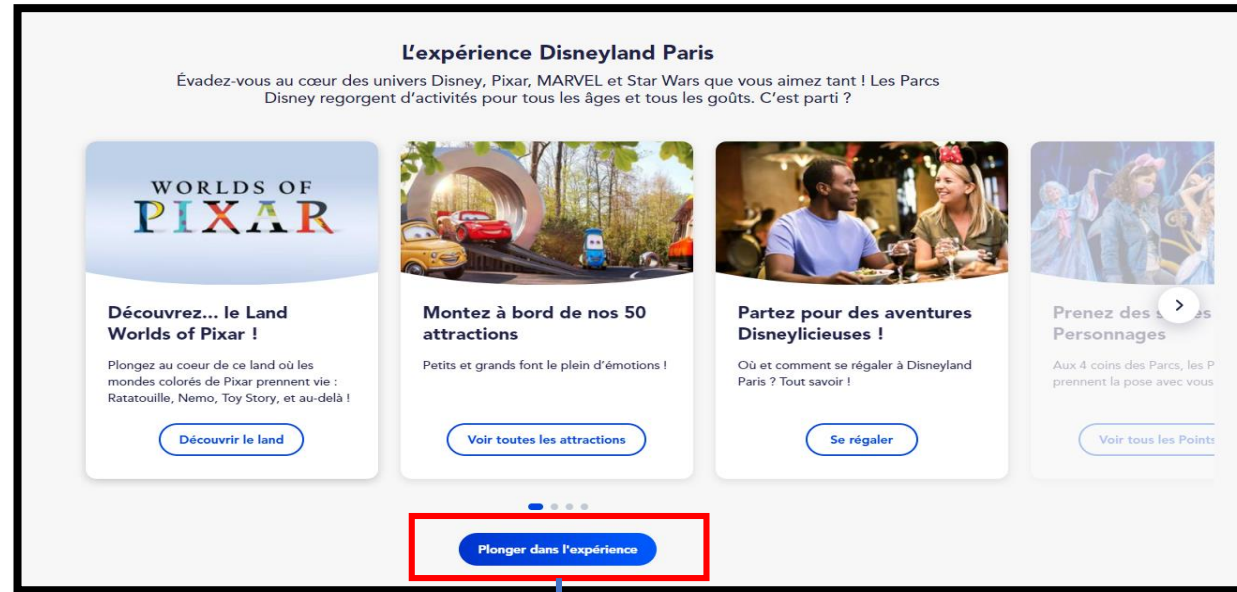 L'expérience Disneyland Paris
Évadez-vous au cœur des univers Disney, Pixar, MARVEL et Star Wars que vous aimez tant ! Les Parcs
Disney regorgent d'activités pour tous les âges et tous les goûts. C'est parti ?
WORLDS OF
PIXAR
Découvrez... le Land
Worlds of Pixar !
Plongez au coeur de ce land où les
mondes colorés de Pixar prennent vie :
Ratatouille, Nemo, Toy Story, et au-delà !
Découvrir le land
Montez à bord de nos 50
attractions
Petits et grands font le plein d'émotions !
Voir toutes les attractions
Partez pour des aventures
Disneylicieuses !
Où et comment se régaler à Disneyland
Paris ? Tout savoir !
Se régaler
Prenez des
Personnages
Aux 4 coins des Parcs, les P
prennent la pose avec vous
Voir tous les Points
Plonger dans l'expérience